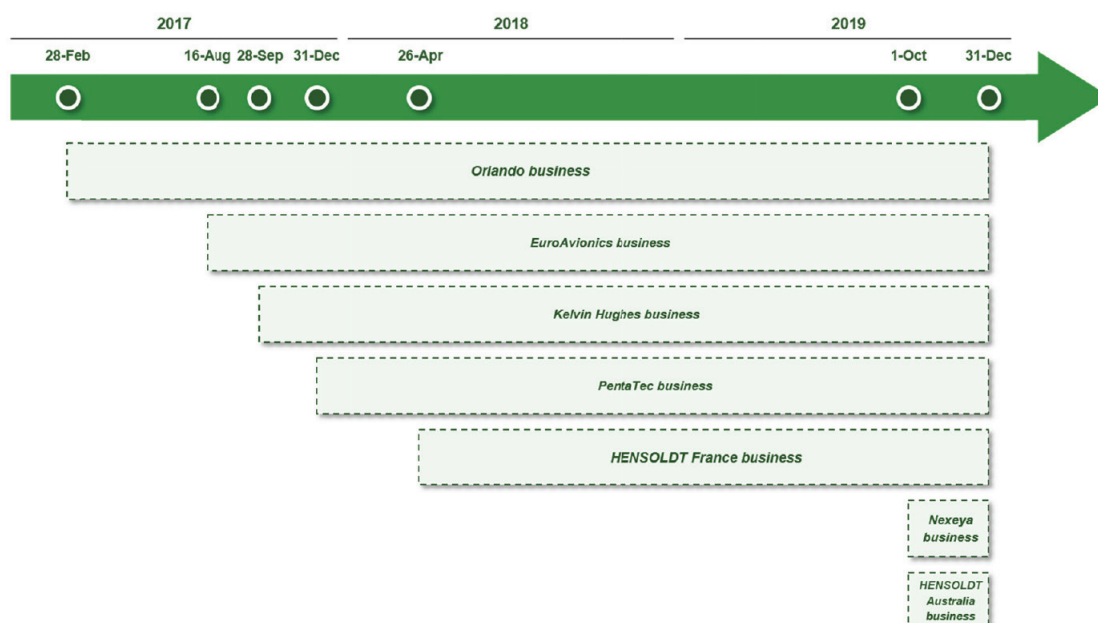 2017 2018 2019
28-Feb 16-Aug 28-Sep 31-Dec 26-Apr 1-Oct 31-Dec
Orlando business
EuroAvionics business
Kelvin Hughes business
PentaTec business
HENSOLDT France business
Nexeya
business
HENSOLDT
Australia
business